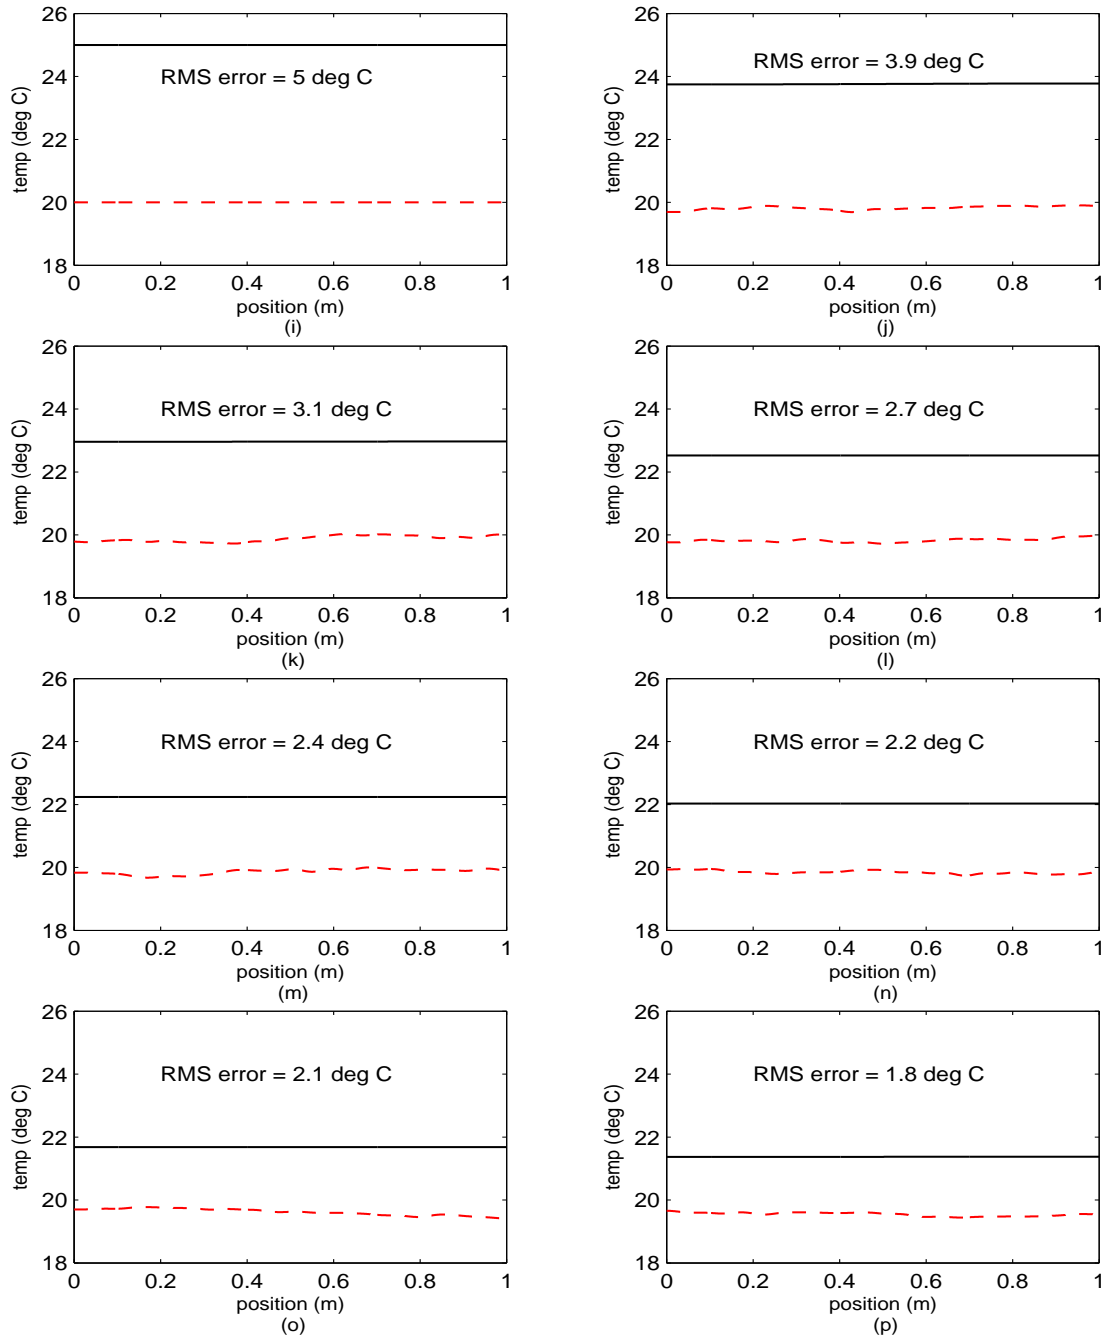 26
24
22
20
18
temp (deg C)
RMS error = 5 deg C
0 0.2 0.4 0.6 0.8 1
position (m)
(i)
26
24
22
20
18
temp (deg C)
RMS error = 3.9 deg C
0 0.2 0.4 0.6 0.8 1
position (m)
(j)
26
24
22
20
18
temp (deg C)
RMS error = 3.1 deg C
0 0.2 0.4 0.6 0.8 1
position (m)
(k)
26
24
22
20
18
temp (deg C)
RMS error = 2.7 deg C
0 0.2 0.4 0.6 0.8 1
position (m)
(l)
26
24
22
20
18
temp (deg C)
RMS error = 2.4 deg C
0 0.2 0.4 0.6 0.8 1
position (m)
(m)
26
24
22
20
18
temp (deg C)
RMS error = 2.2 deg C
0 0.2 0.4 0.6 0.8 1
position (m)
(n)
26
24
22
20
18
temp (deg C)
RMS error = 2.1 deg C
0 0.2 0.4 0.6 0.8 1
position (m)
(o)
26
24
22
20
18
temp (deg C)
RMS error = 1.8 deg C
0 0.2 0.4 0.6 0.8 1
position (m)
(p)